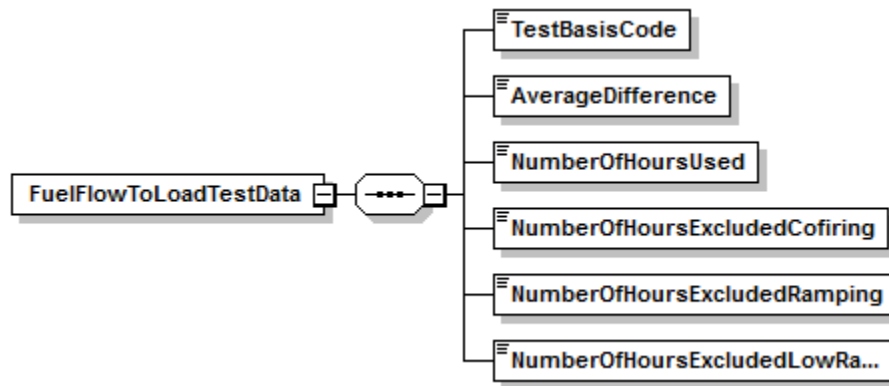 TestBasisCode
AverageDifference
NumberOfHoursUsed
FuelFlowToLoadTestData
NumberOfHoursExcludedCofiring
NumberOfHoursExcludedRamping
NumberOfHoursExcludedLowRa...